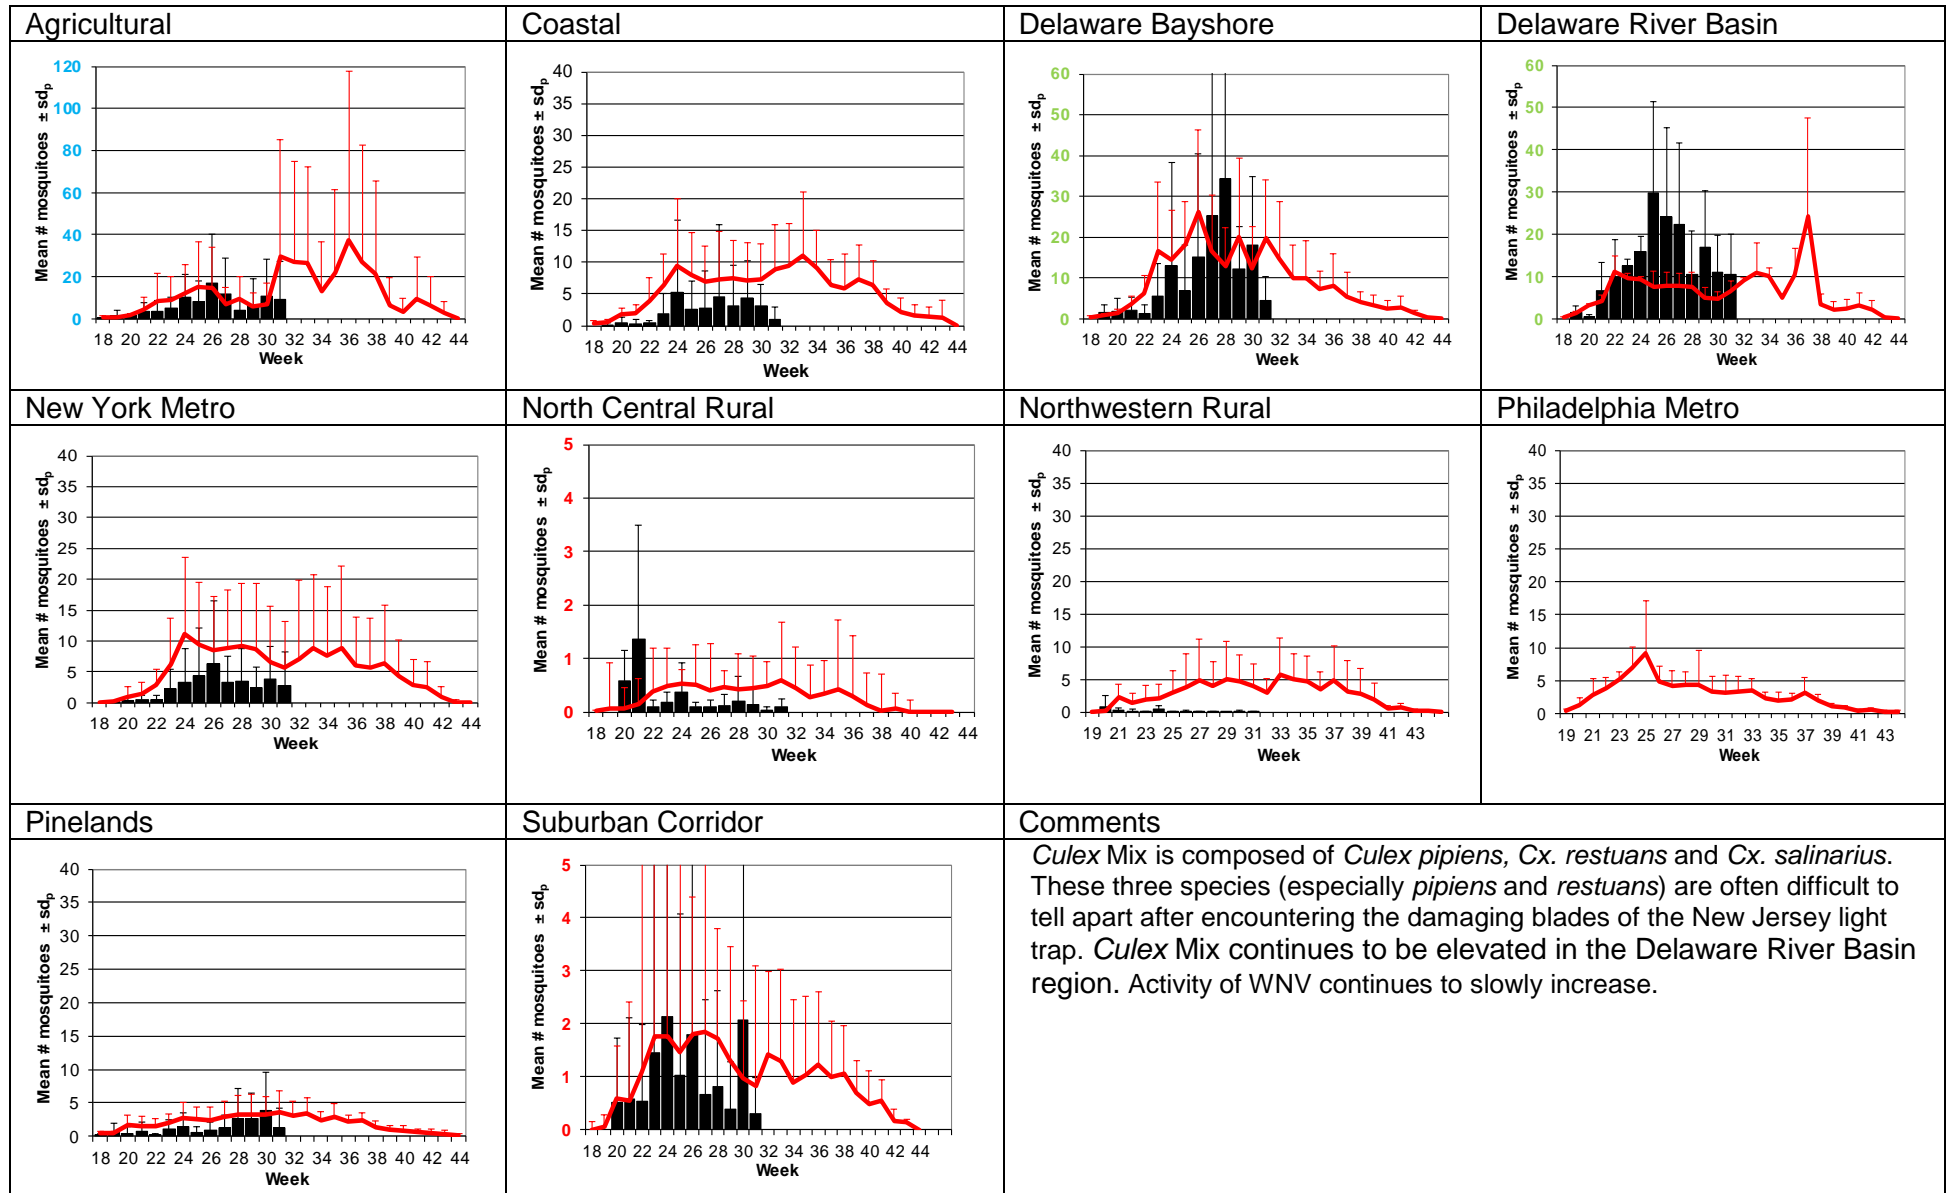 Agricultural
Coastal
Delaware Bayshore
Delaware River Basin
Mean # mosquitoes ± sdp
120
100
80
60
40
20
0
18 20 22 24 26 28 30 32 34 36 38 40 42 44
Week
Mean # mosquitoes ± sdp
40
35
30
25
20
15
10
5
0
18 20 22 24 26 28 30 32 34 36 38 40 42 44
Week
Mean # mosquitoes ± sdp
60
50
40
30
20
10
0
18 20 22 24 26 28 30 32 34 36 38 40 42 44
Week
Mean # mosquitoes ± sdp
60
50
40
30
20
10
0
18 20 22 24 26 28 30 32 34 36 38 40 42 44
Week
New York Metro
North Central Rural
Northwestern Rural
Philadelphia Metro
Mean # mosquitoes ± sdp
40
35
30
25
20
15
10
5
0
18 20 22 24 26 28 30 32 34 36 38 40 42 44
Week
Mean # mosquitoes ± sdp
5
4
3
2
1
0
18 20 22 24 26 28 30 32 34 36 38 40 42 44
Week
Mean # mosquitoes ± sdp
40
35
30
25
20
15
10
5
0
19 21 23 25 27 29 31 33 35 37 39 41 43
Week
Mean # mosquitoes ± sdp
40
35
30
25
20
15
10
5
0
19 21 23 25 27 29 31 33 35 37 39 41 43
Week
Pinelands
Suburban Corridor
Comments
Mean # mosquitoes ± sdp
40
35
30
25
20
15
10
5
0
18 20 22 24 26 28 30 32 34 36 38 40 42 44
Week
Mean # mosquitoes ± sdp
5
4
3
2
1
0
18 20 22 24 26 28 30 32 34 36 38 40 42 44
Week
Culex Mix is composed of Culex pipiens, Cx. restuans and Cx. salinarius.
These three species (especially pipiens and restuans) are often difficult to
tell apart after encountering the damaging blades of the New Jersey light
trap. Culex Mix continues to be elevated in the Delaware River Basin
region. Activity of WNV continues to slowly increase.